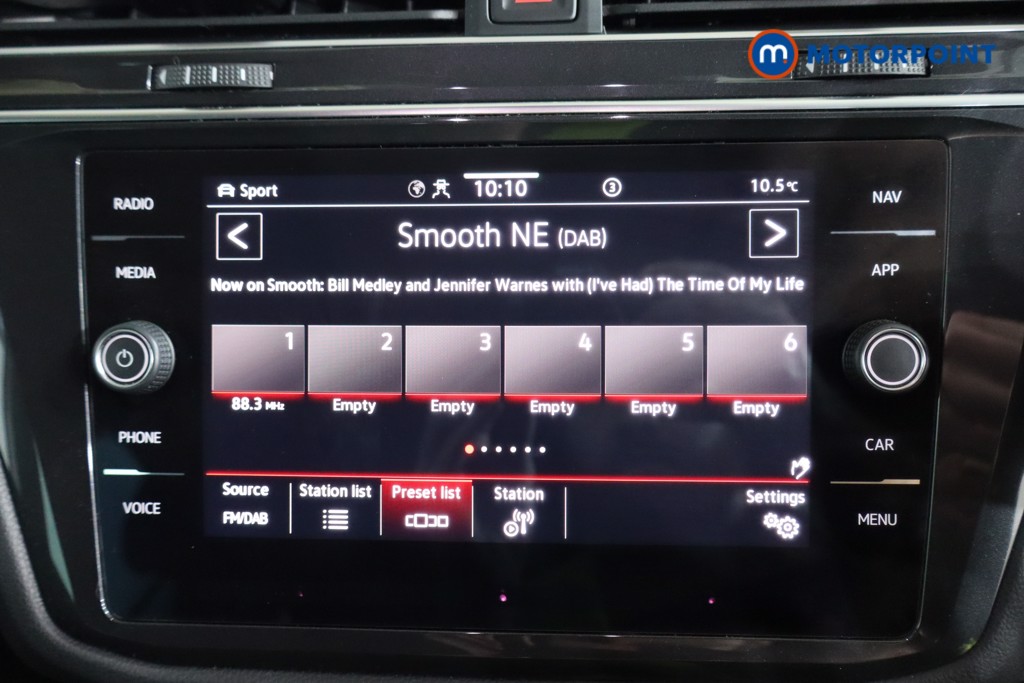 m MOTORPOINT
RADIO
MEDIA
PHONE
VOICE
Sport 10:10 3 10.5°C
< Smooth NE (DAB) >
Now on Smooth: Bill Medley and Jennifer Warnes with (I've Had) The Time Of My Life
1 2 3 4 5 6
88.3 MHz Empty Empty Empty Empty Empty
Source Station list Preset list Station Settings
FM/DAB
NAV
APP
CAR
MENU